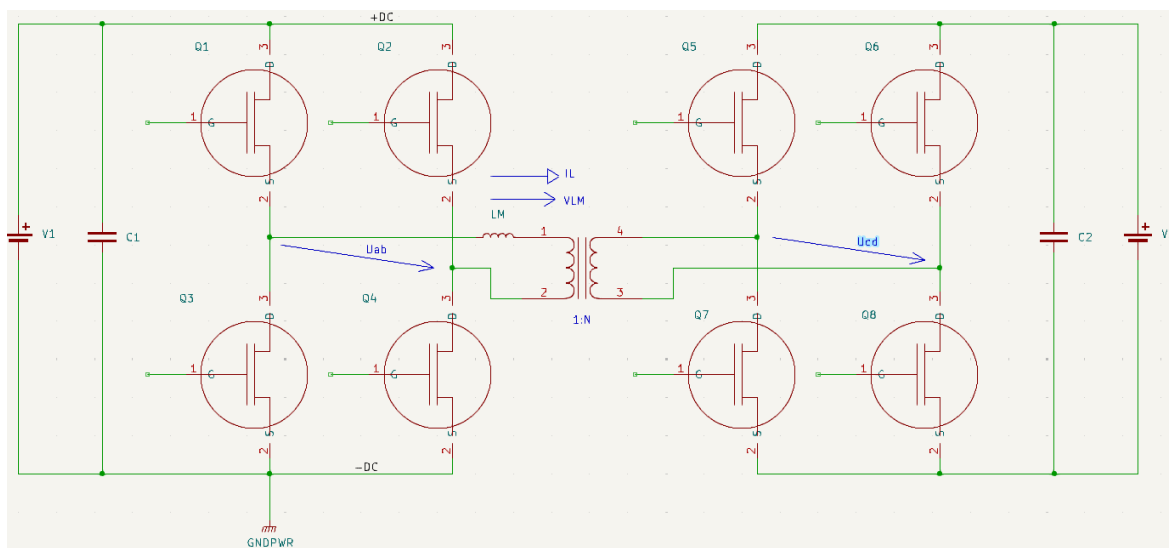 +DC
Q1
Q2
Q5
Q6
3
3
3
3
D
D
D
D
1
G
1
G
1
G
1
G
S
S
S
S
2
2
2
2
IL
VLM
LM
V1
C1
1
4
C2
V
Uab
Ucd
2
3
1:N
Q3
Q4
Q7
Q8
3
3
3
3
D
D
D
D
1
G
1
G
1
G
1
G
S
S
S
S
2
2
2
2
-DC
GNDPWR